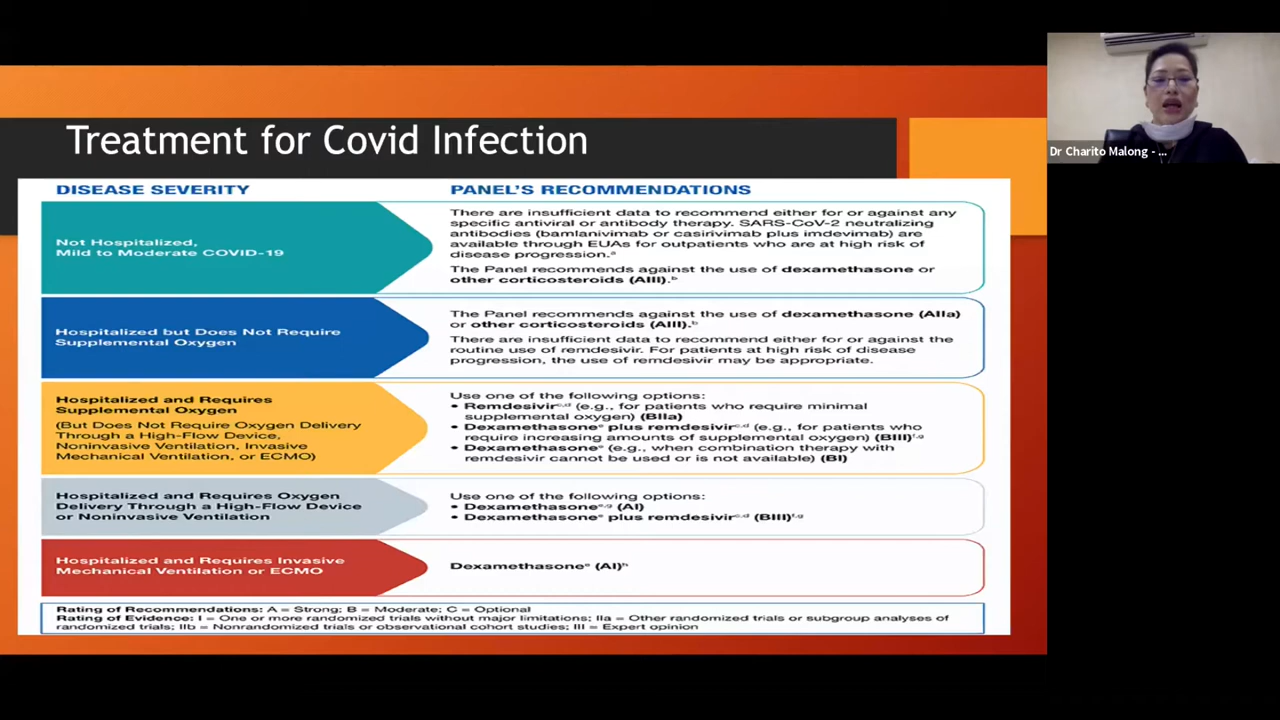 Treatment for Covid Infection
Dr Charito Malong - ...
DISEASE SEVERITY
PANEL'S RECOMMENDATIONS
Not Hospitalized,
Mild to Moderate COVID-19
There are insufficient data to recommend either for or against any
specific antiviral or antibody therapy. SARS-CoV-2 neutralizing
antibodies (bamlanivimab or casirivimab plus imdevimab) are
available through EUAs for outpatients who are at high risk of
disease progression.ᵃ
The Panel recommends against the use of dexamethasone or
other corticosteroids (AIII).ᵇ
Hospitalized but Does Not Require
Supplemental Oxygen
The Panel recommends against the use of dexamethasone (AIIa)
or other corticosteroids (AIII).ᵇ
There are insufficient data to recommend either for or against the
routine use of remdesivir. For patients at high risk of disease
progression, the use of remdesivir may be appropriate.
Hospitalized and Requires
Supplemental Oxygen
(But Does Not Require Oxygen Delivery
Through a High-Flow Device,
Noninvasive Ventilation, Invasive
Mechanical Ventilation, or ECMO)
Use one of the following options:
• Remdesivirᶜ,ᵈ (e.g., for patients who require minimal
supplemental oxygen) (BIIa)
• Dexamethasoneᵉ plus remdesivirᶜ,ᵈ (e.g., for patients who
require increasing amounts of supplemental oxygen) (BIII)ᶠ,ᵍ
• Dexamethasoneᵉ (e.g., when combination therapy with
remdesivir cannot be used or is not available) (BI)
Hospitalized and Requires Oxygen
Delivery Through a High-Flow Device
or Noninvasive Ventilation
Use one of the following options:
• Dexamethasoneᵉ,ᵍ (AI)
• Dexamethasoneᵉ plus remdesivirᶜ,ᵈ (BIII)ᶠ,ᵍ
Hospitalized and Requires Invasive
Mechanical Ventilation or ECMO
Dexamethasoneᵉ (AI)ʰ
Rating of Recommendations: A = Strong; B = Moderate; C = Optional
Rating of Evidence: I = One or more randomized trials without major limitations; IIa = Other randomized trials or subgroup analyses of
randomized trials; IIb = Nonrandomized trials or observational cohort studies; III = Expert opinion